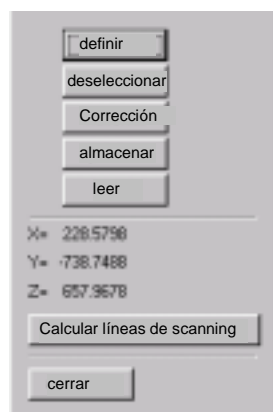 definir
deseleccionar
Corrección
almacenar
leer
X= 228.5798
Y= -738.7488
Z= 657.9678
Calcular líneas de scanning
cerrar